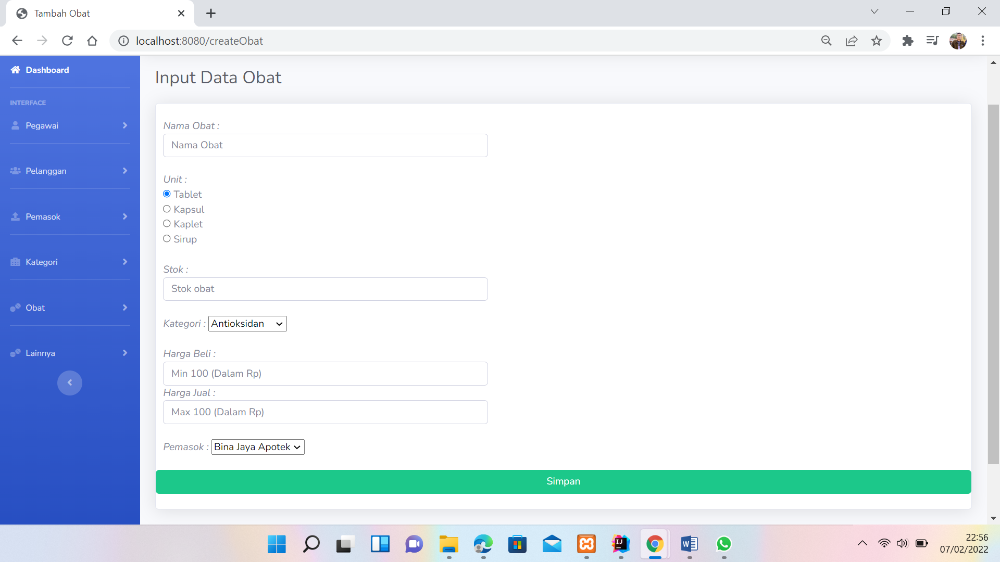 Tambah Obat
localhost:8080/createObat
Dashboard
INTERFACE
Pegawai
Pelanggan
Pemasok
Kategori
Obat
Lainnya
Input Data Obat
Nama Obat :
Nama Obat
Unit :
Tablet
Kapsul
Kaplet
Sirup
Stok :
Stok obat
Kategori : Antioksidan
Harga Beli :
Min 100 (Dalam Rp)
Harga Jual :
Max 100 (Dalam Rp)
Pemasok : Bina Jaya Apotek
Simpan
IJ
W
22:56
07/02/2022